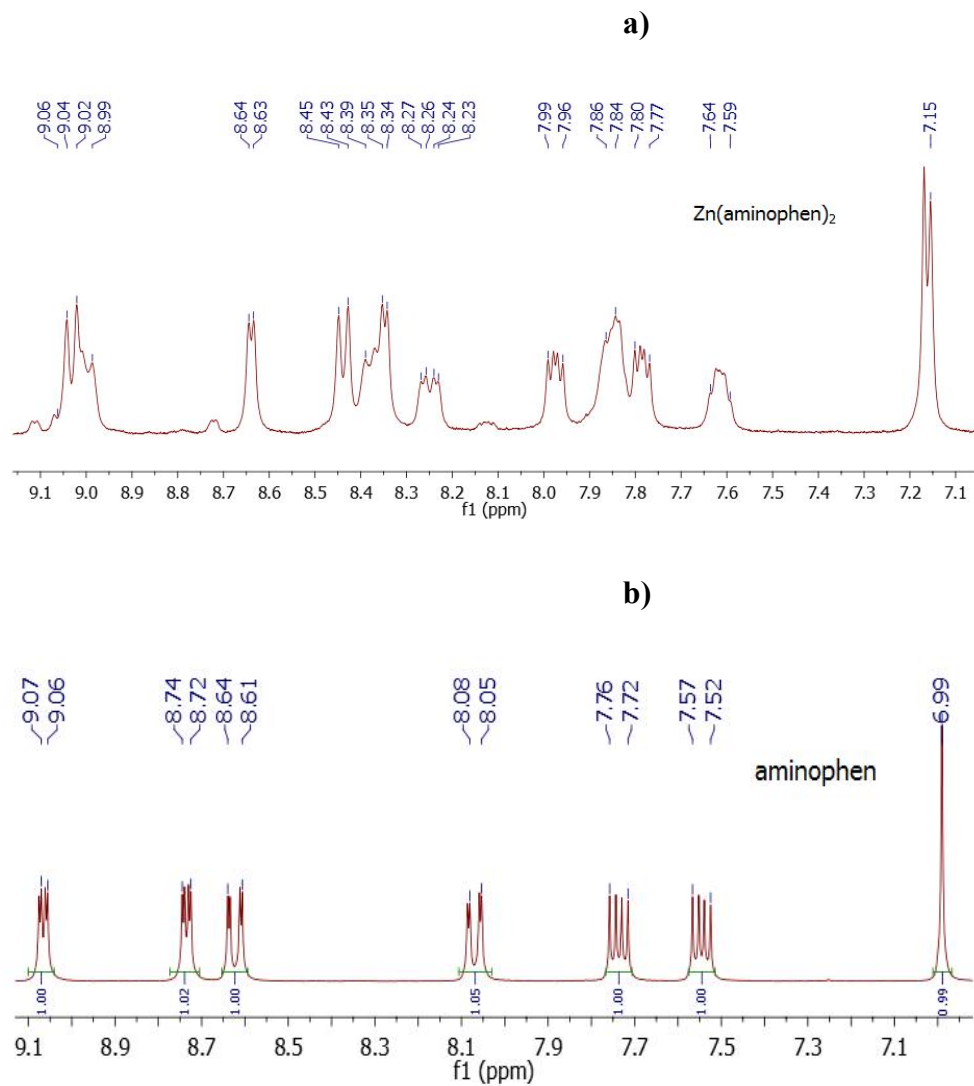 a)
9.06 9.04 9.02 8.99 8.64 8.63 8.45 8.43 8.39 8.35 8.34 8.27 8.26 8.24 8.23 7.99 7.96 7.86 7.84 7.80 7.77 7.64 7.59 7.15
Zn(aminophen)₂
9.1 9.0 8.9 8.8 8.7 8.6 8.5 8.4 8.3 8.2 8.1 8.0 7.9 7.8 7.7 7.6 7.5 7.4 7.3 7.2 7.1
f1 (ppm)
b)
9.07 9.06 8.74 8.72 8.64 8.61 8.08 8.05 7.76 7.72 7.57 7.52 6.99
aminophen
1.00 1.02 1.00 1.05 1.00 1.00 0.99
9.1 8.9 8.7 8.5 8.3 8.1 7.9 7.7 7.5 7.3 7.1
f1 (ppm)